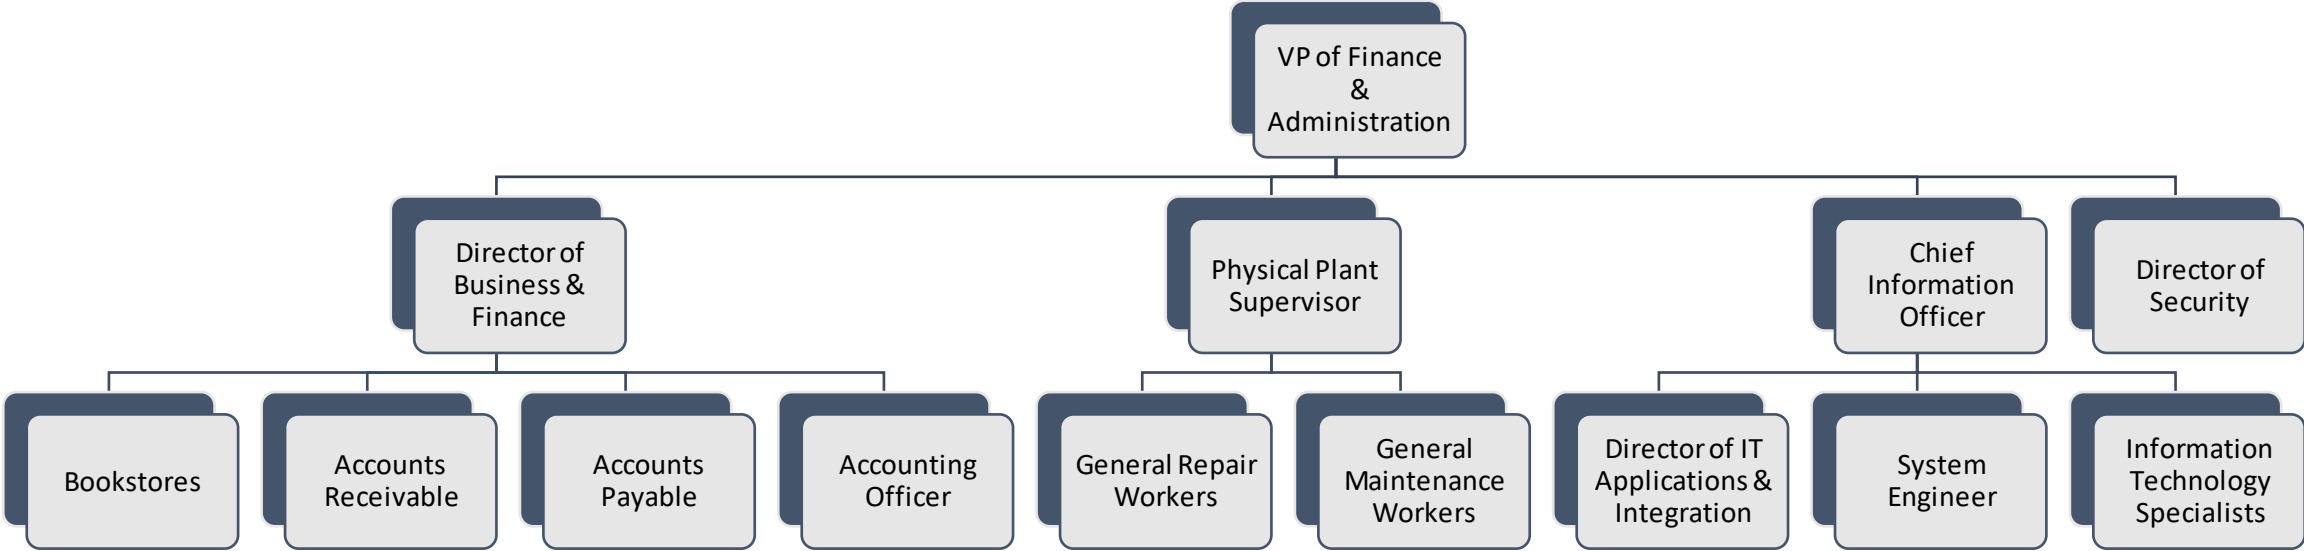 VP of Finance
&
Administration
Director of
Business &
Finance
Physical Plant
Supervisor
Chief
Information
Officer
Director of
Security
Bookstores
Accounts
Receivable
Accounts
Payable
Accounting
Officer
General Repair
Workers
General
Maintenance
Workers
Director of IT
Applications &
Integration
System
Engineer
Information
Technology
Specialists